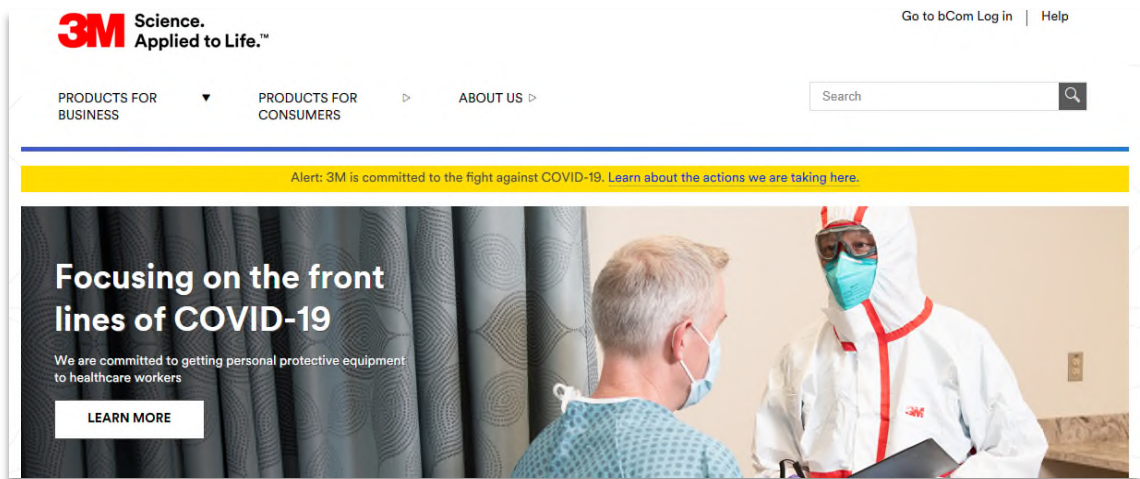 3M Science.
Applied to Life.™
Go to bCom Log in | Help
PRODUCTS FOR
BUSINESS
PRODUCTS FOR
CONSUMERS
ABOUT US
Search
Alert: 3M is committed to the fight against COVID-19. Learn about the actions we are taking here.
Focusing on the front
lines of COVID-19
We are committed to getting personal protective equipment
to healthcare workers
LEARN MORE
3M